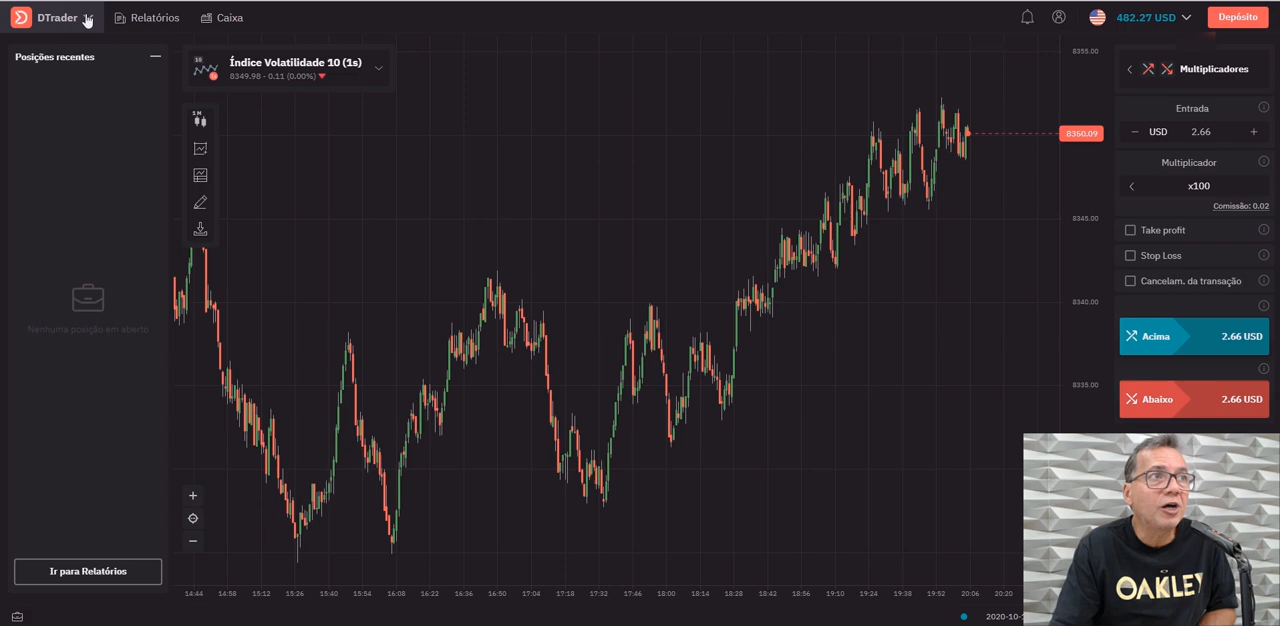 DTrader
Relatórios
Caixa
482.27 USD
Depósito
Posições recentes
10
1s
Índice Volatilidade 10 (1s)
8349.98 - 0.11 (0.00%)
1 M
8355.00
8350.09
8345.00
8340.00
8335.00
Multiplicadores
Entrada
USD 2.66
Multiplicador
x100
Comissão: 0.02
Take profit
Stop Loss
Cancelam. da transação
Acima 2.66 USD
Abaixo 2.66 USD
Nenhuma posição em aberto
Ir para Relatórios
14:44 14:58 15:12 15:26 15:40 15:54 16:08 16:22 16:36 16:50 17:04 17:18 17:32 17:46 18:00 18:14 18:28 18:42 18:56 19:10 19:24 19:38 19:52 20:06 20:20
OAKLEY